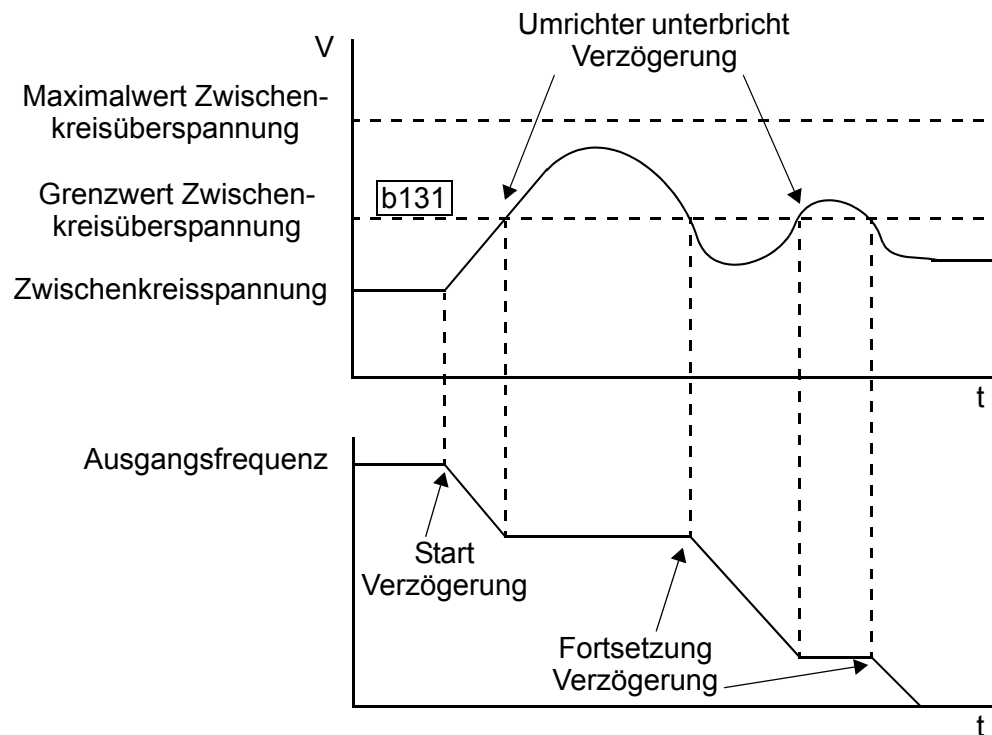 Umrichter unterbricht
Verzögerung
V
Maximalwert Zwischen-
kreisüberspannung
Grenzwert Zwischen-
kreisüberspannung
b131
Zwischenkreisspannung
t
Ausgangsfrequenz
Start
Verzögerung
Fortsetzung
Verzögerung
t